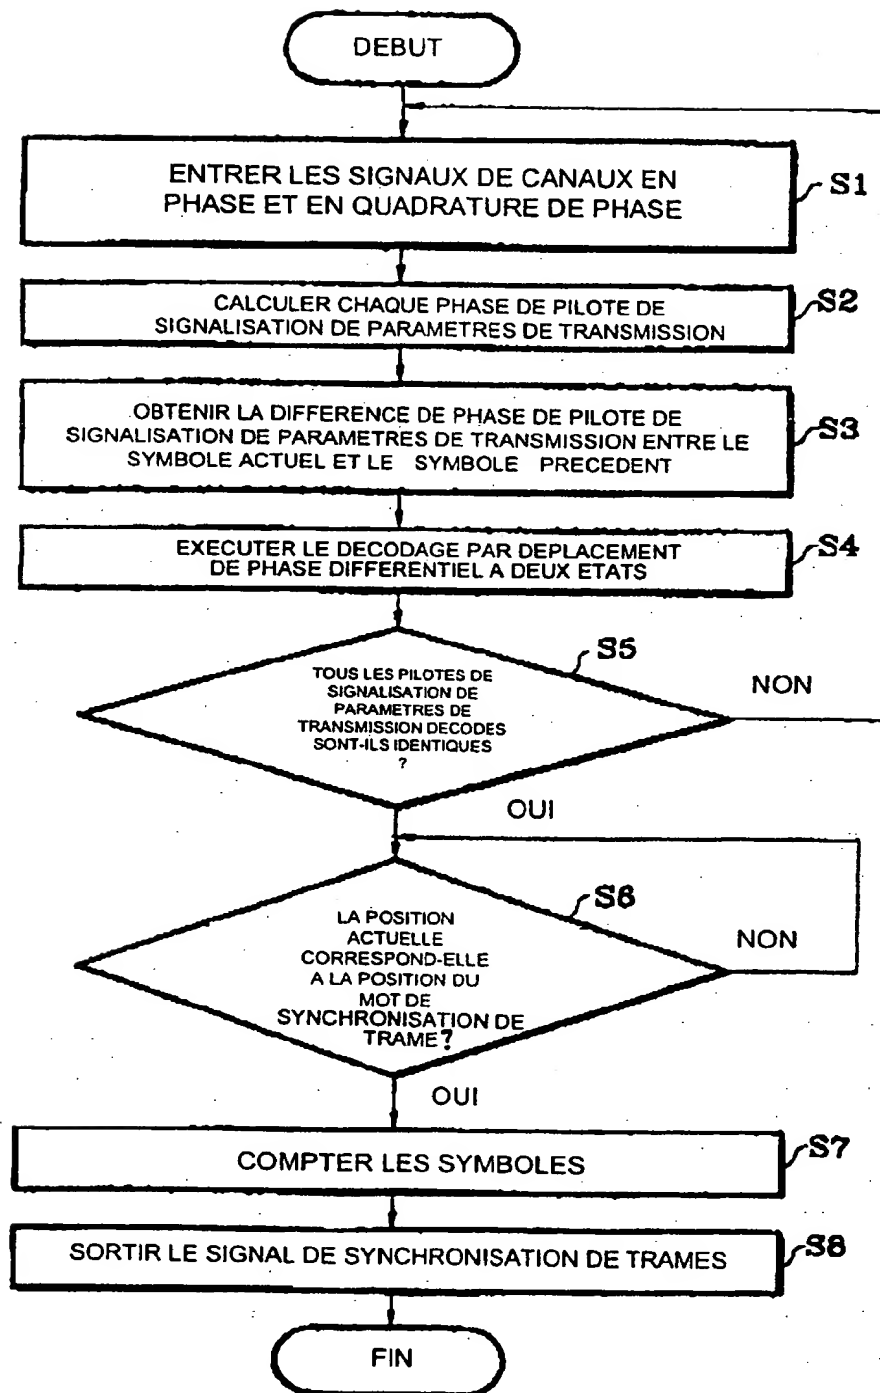 DEBUT
ENTRER LES SIGNAUX DE CANAUX EN
PHASE ET EN QUADRATURE DE PHASE
S1
CALCULER CHAQUE PHASE DE PILOTE DE
SIGNALISATION DE PARAMETRES DE TRANSMISSION
S2
OBTENIR LA DIFFERENCE DE PHASE DE PILOTE DE
SIGNALISATION DE PARAMETRES DE TRANSMISSION ENTRE LE
SYMBOLE ACTUEL ET LE SYMBOLE PRECEDENT
S3
EXECUTER LE DECODAGE PAR DEPLACEMENT
DE PHASE DIFFERENTIEL A DEUX ETATS
S4
S5
TOUS LES PILOTES DE
SIGNALISATION DE
PARAMETRES DE
TRANSMISSION DECODES
SONT-ILS IDENTIQUES
?
NON
OUI
S6
LA POSITION
ACTUELLE
CORRESPOND-ELLE
A LA POSITION DU
MOT DE
SYNCHRONISATION DE
TRAME?
NON
OUI
COMPTER LES SYMBOLES
S7
SORTIR LE SIGNAL DE SYNCHRONISATION DE TRAMES
S8
FIN